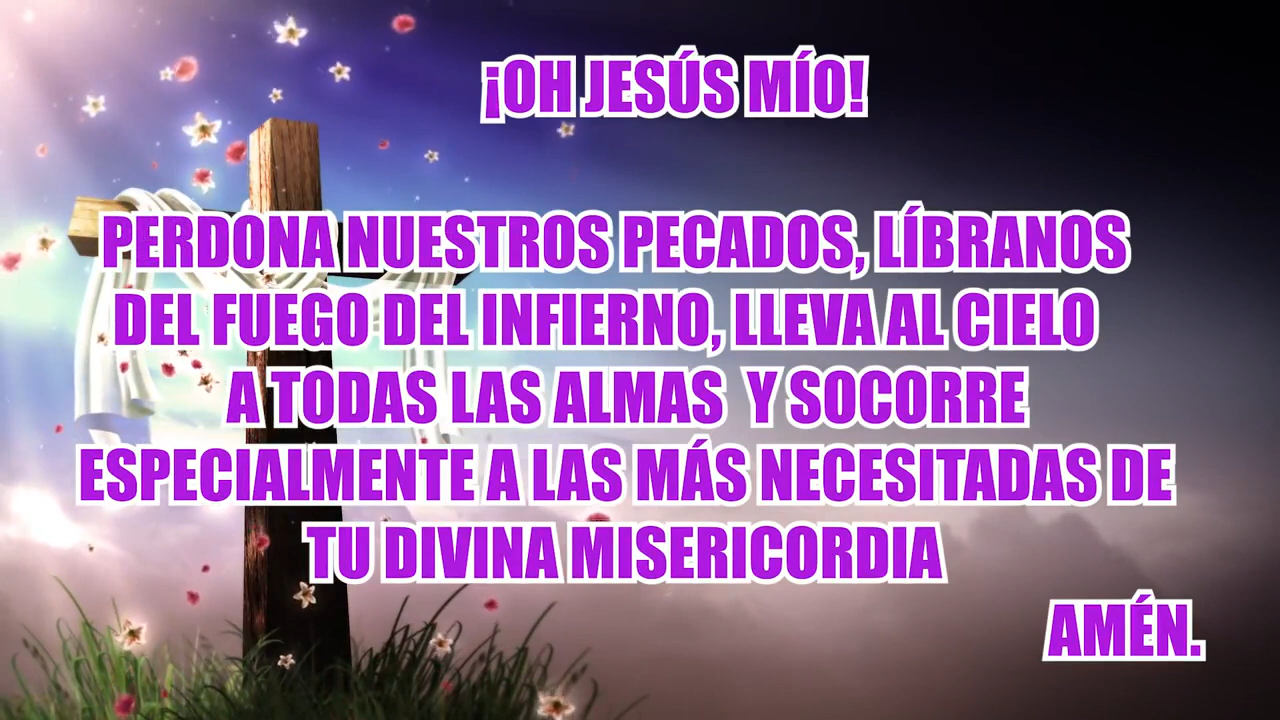 ¡OH JESÚS MÍO!
PERDONA NUESTROS PECADOS, LÍBRANOS
DEL FUEGO DEL INFIERNO, LLEVA AL CIELO
A TODAS LAS ALMAS Y SOCORRE
ESPECIALMENTE A LAS MÁS NECESITADAS DE
TU DIVINA MISERICORDIA
AMÉN.